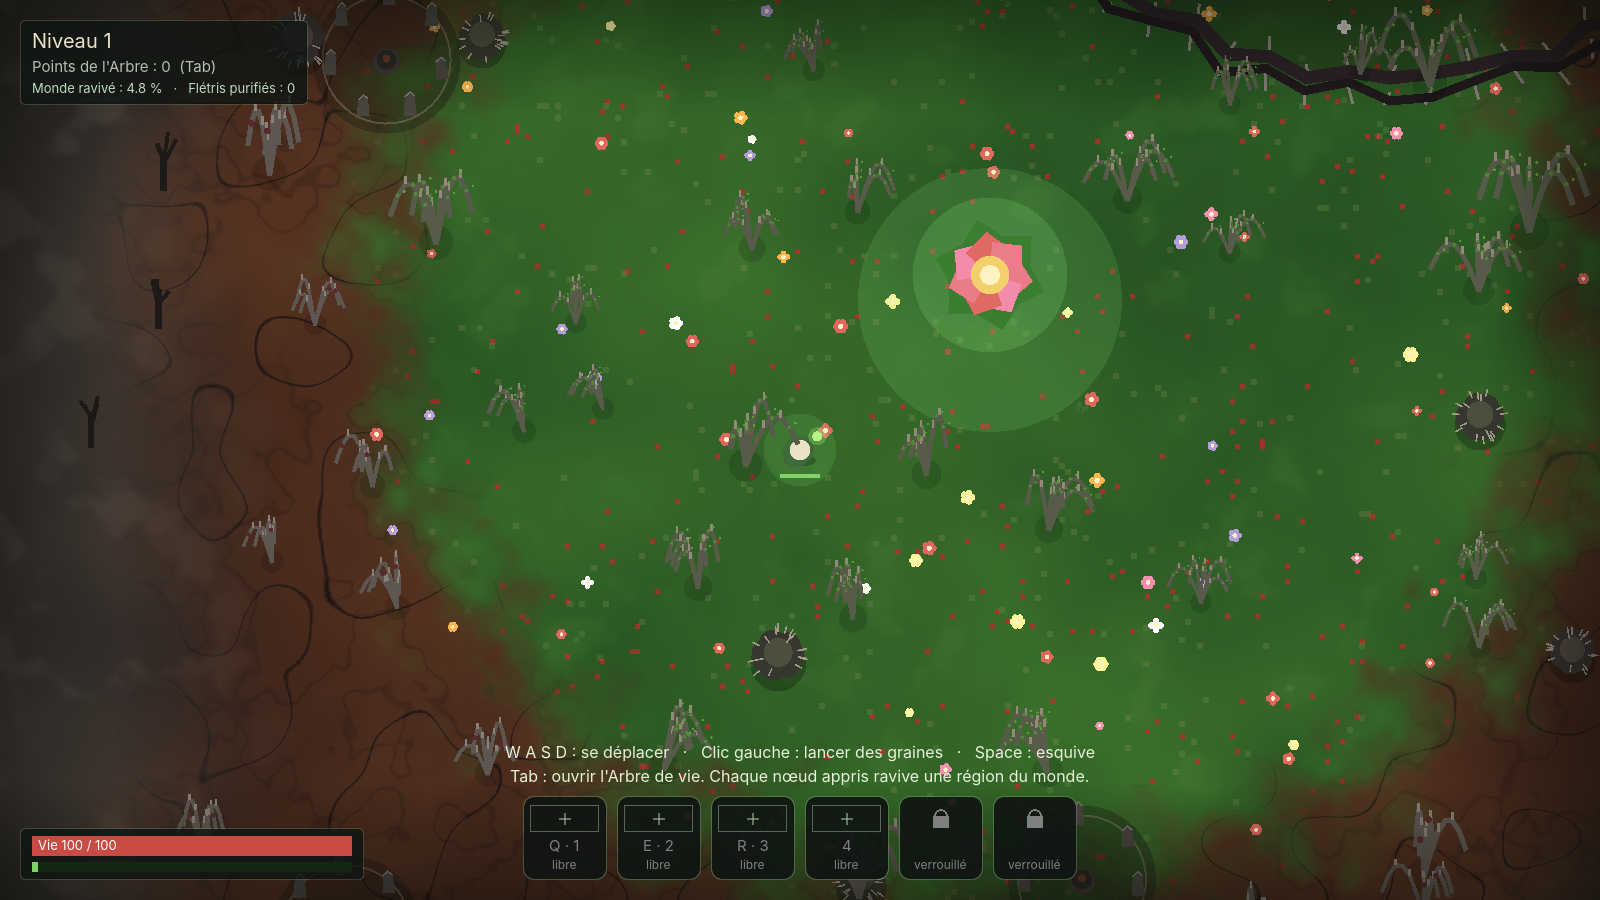 Niveau 1
Points de l'Arbre : 0 (Tab)
Monde ravivé : 4.8 % · Flétris purifiés : 0
W A S D : se déplacer · Clic gauche : lancer des graines · Space : esquive
Tab : ouvrir l'Arbre de vie. Chaque nœud appris ravive une région du monde.
Q · 1 E · 2 R · 3 4
libre libre libre libre verrouillé verrouillé
Vie 100 / 100